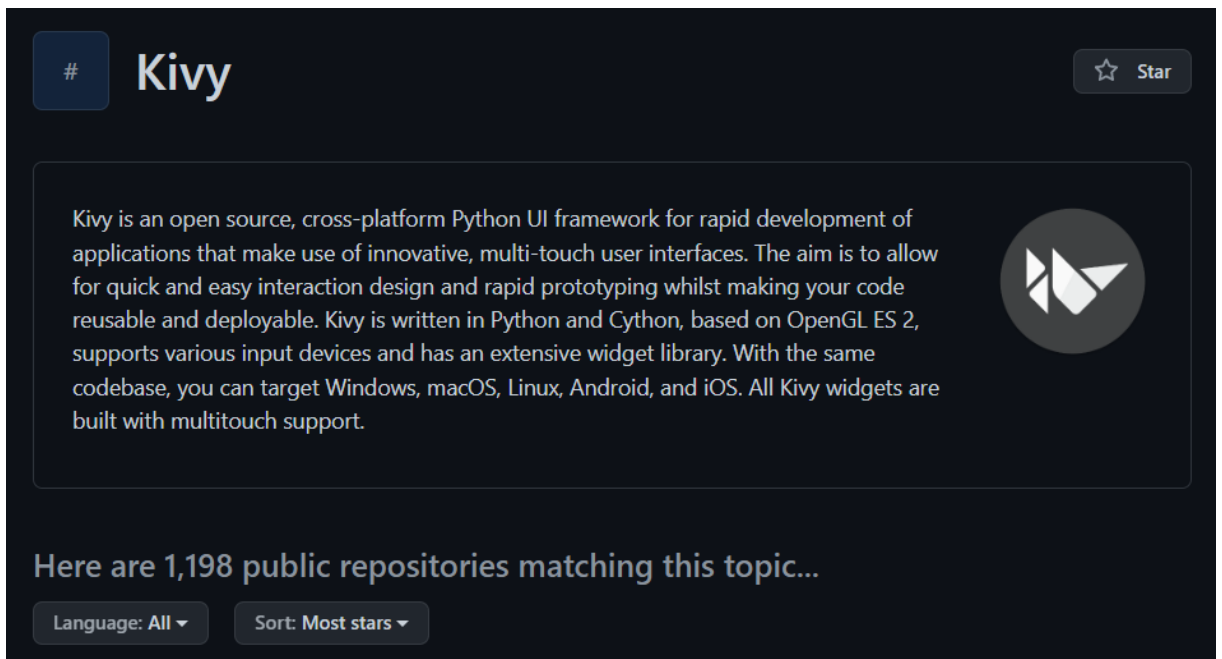 #
Kivy
Star
Kivy is an open source, cross-platform Python UI framework for rapid development of
applications that make use of innovative, multi-touch user interfaces. The aim is to allow
for quick and easy interaction design and rapid prototyping whilst making your code
reusable and deployable. Kivy is written in Python and Cython, based on OpenGL ES 2,
supports various input devices and has an extensive widget library. With the same
codebase, you can target Windows, macOS, Linux, Android, and iOS. All Kivy widgets are
built with multitouch support.
Here are 1,198 public repositories matching this topic...
Language: All
Sort: Most stars